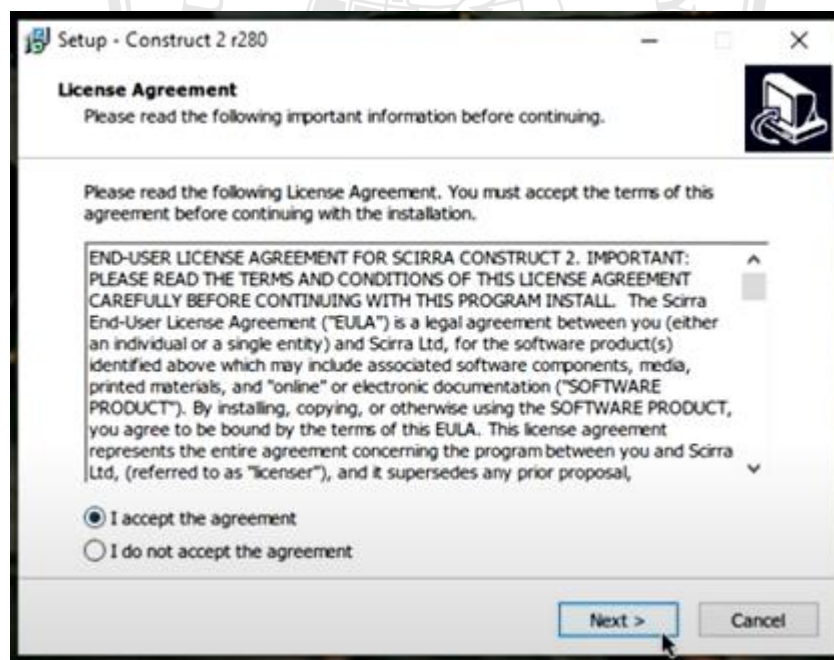 Setup - Construct 2 r280
License Agreement
Please read the following important information before continuing.
Please read the following License Agreement. You must accept the terms of this
agreement before continuing with the installation.
END-USER LICENSE AGREEMENT FOR SCIRRA CONSTRUCT 2. IMPORTANT:
PLEASE READ THE TERMS AND CONDITIONS OF THIS LICENSE AGREEMENT
CAREFULLY BEFORE CONTINUING WITH THIS PROGRAM INSTALL. The Scirra
End-User License Agreement ("EULA") is a legal agreement between you (either
an individual or a single entity) and Scirra Ltd, for the software product(s)
identified above which may include associated software components, media,
printed materials, and "online" or electronic documentation ("SOFTWARE
PRODUCT"). By installing, copying, or otherwise using the SOFTWARE PRODUCT,
you agree to be bound by the terms of this EULA. This license agreement
represents the entire agreement concerning the program between you and Scirra
Ltd, (referred to as "licenser"), and it supersedes any prior proposal,
I accept the agreement
I do not accept the agreement
Next >
Cancel